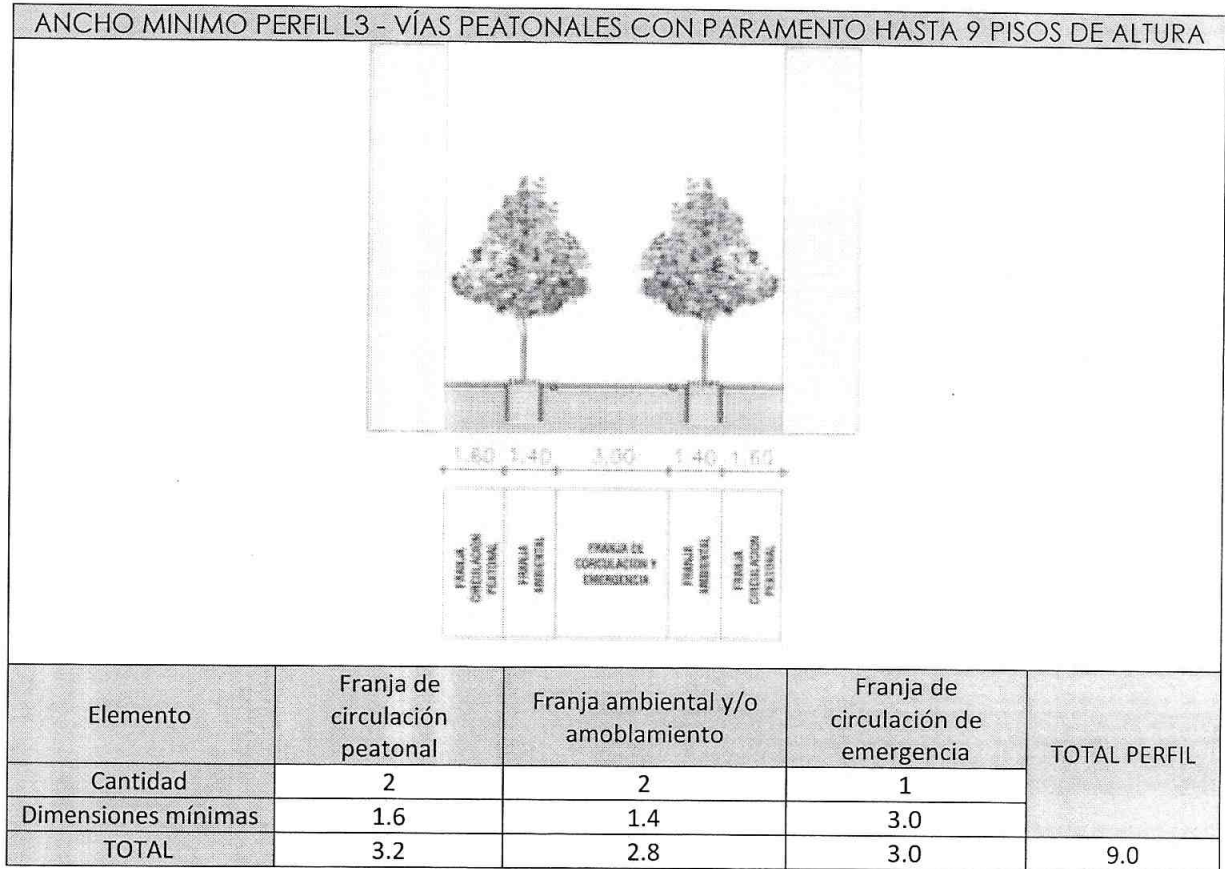 ANCHO MINIMO PERFIL L3 - VÍAS PEATONALES CON PARAMENTO HASTA 9 PISOS DE ALTURA
1.60 1.40 3.00 1.40 1.60
FRANJA CIRCULACION PEATONAL
FRANJA AMBIENTAL
FRANJA DE CORCULACION Y EMERGENCIA
FRANJA AMBIENTAL
FRANJA CIRCULACION PEATONAL
Elemento
Franja de circulación peatonal
Franja ambiental y/o amoblamiento
Franja de circulación de emergencia
TOTAL PERFIL
Cantidad 2 2 1
Dimensiones mínimas 1.6 1.4 3.0
TOTAL 3.2 2.8 3.0 9.0